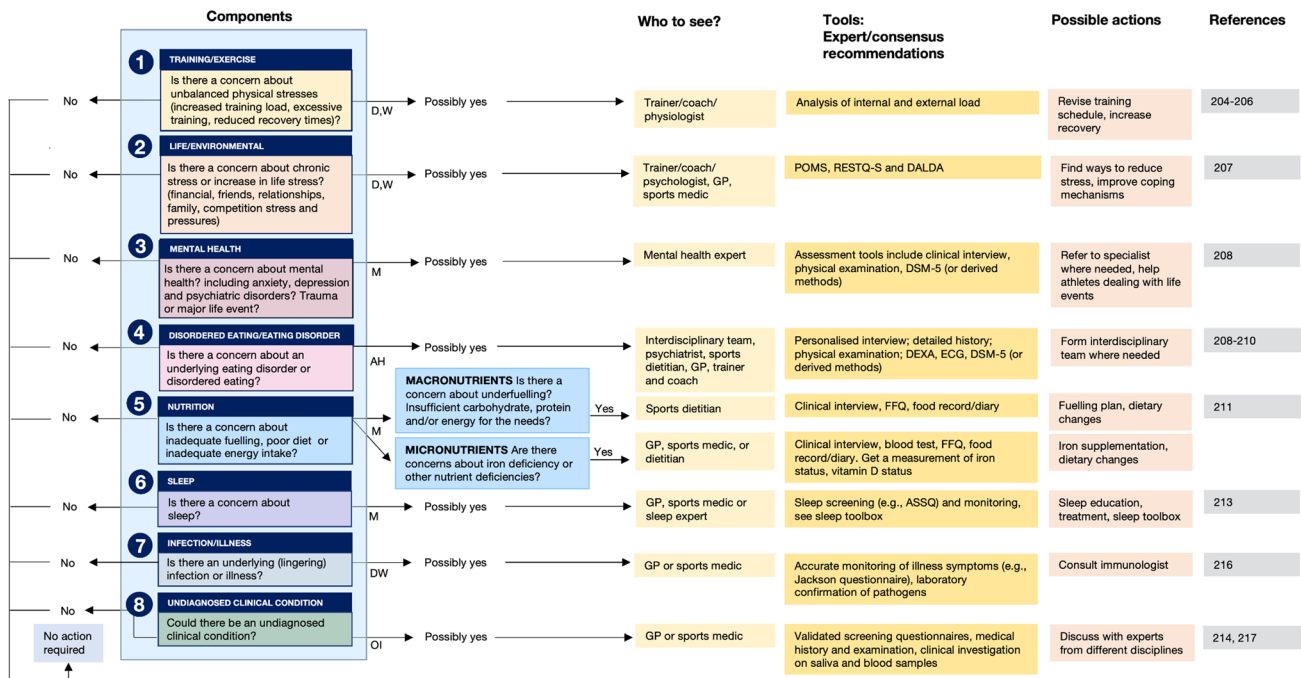 Components
Who to see?
Tools:
Expert/consensus
recommendations
Possible actions
References
1
TRAINING/EXERCISE
Is there a concern about
unbalanced physical stresses
(increased training load, excessive
training, reduced recovery times)?
No
D,W
Possibly yes
Trainer/coach/
physiologist
Analysis of internal and external load
Revise training
schedule, increase
recovery
204-206
2
LIFE/ENVIRONMENTAL
Is there a concern about chronic
stress or increase in life stress?
(financial, friends, relationships,
family, competition stress and
pressures)
No
D,W
Possibly yes
Trainer/coach/
psychologist, GP,
sports medic
POMS, RESTQ-S and DALDA
Find ways to reduce
stress, improve coping
mechanisms
207
3
MENTAL HEALTH
Is there a concern about mental
health? including anxiety, depression
and psychiatric disorders? Trauma
or major life event?
No
M
Possibly yes
Mental health expert
Assessment tools include clinical interview,
physical examination, DSM-5 (or derived
methods)
Refer to specialist
where needed, help
athletes dealing with life
events
208
4
DISORDERED EATING/EATING DISORDER
Is there a concern about an
underlying eating disorder or
disordered eating?
No
AH
Possibly yes
Interdisciplinary team,
psychiatrist, sports
dietitian, GP, trainer
and coach
Personalised interview; detailed history;
physical examination; DEXA, ECG, DSM-5 (or
derived methods)
Form interdisciplinary
team where needed
208-210
5
NUTRITION
Is there a concern about
inadequate fuelling, poor diet or
inadequate energy intake?
No
M
MACRONUTRIENTS Is there a
concern about underfuelling?
Insufficient carbohydrate, protein
and/or energy for the needs?
Yes
Sports dietitian
Clinical interview, FFQ, food record/diary
Fuelling plan, dietary
changes
211
MICRONUTRIENTS Are there
concerns about iron deficiency or
other nutrient deficiencies?
Yes
GP, sports medic, or
dietitian
Clinical interview, blood test, FFQ, food
record/diary. Get a measurement of iron
status, vitamin D status
Iron supplementation,
dietary changes
6
SLEEP
Is there a concern about
sleep?
No
M
Possibly yes
GP, sports medic or
sleep expert
Sleep screening (e.g., ASSQ) and monitoring,
see sleep toolbox
Sleep education,
treatment, sleep toolbox
213
7
INFECTION/ILLNESS
Is there an underlying (lingering)
infection or illness?
No
DW
Possibly yes
GP or sports medic
Accurate monitoring of illness symptoms (e.g.,
Jackson questionnaire), laboratory
confirmation of pathogens
Consult immunologist
216
8
UNDIAGNOSED CLINICAL CONDITION
Could there be an undiagnosed
clinical condition?
No
OI
Possibly yes
GP or sports medic
Validated screening questionnaires, medical
history and examination, clinical investigation
on saliva and blood samples
Discuss with experts
from different disciplines
214, 217
No action
required